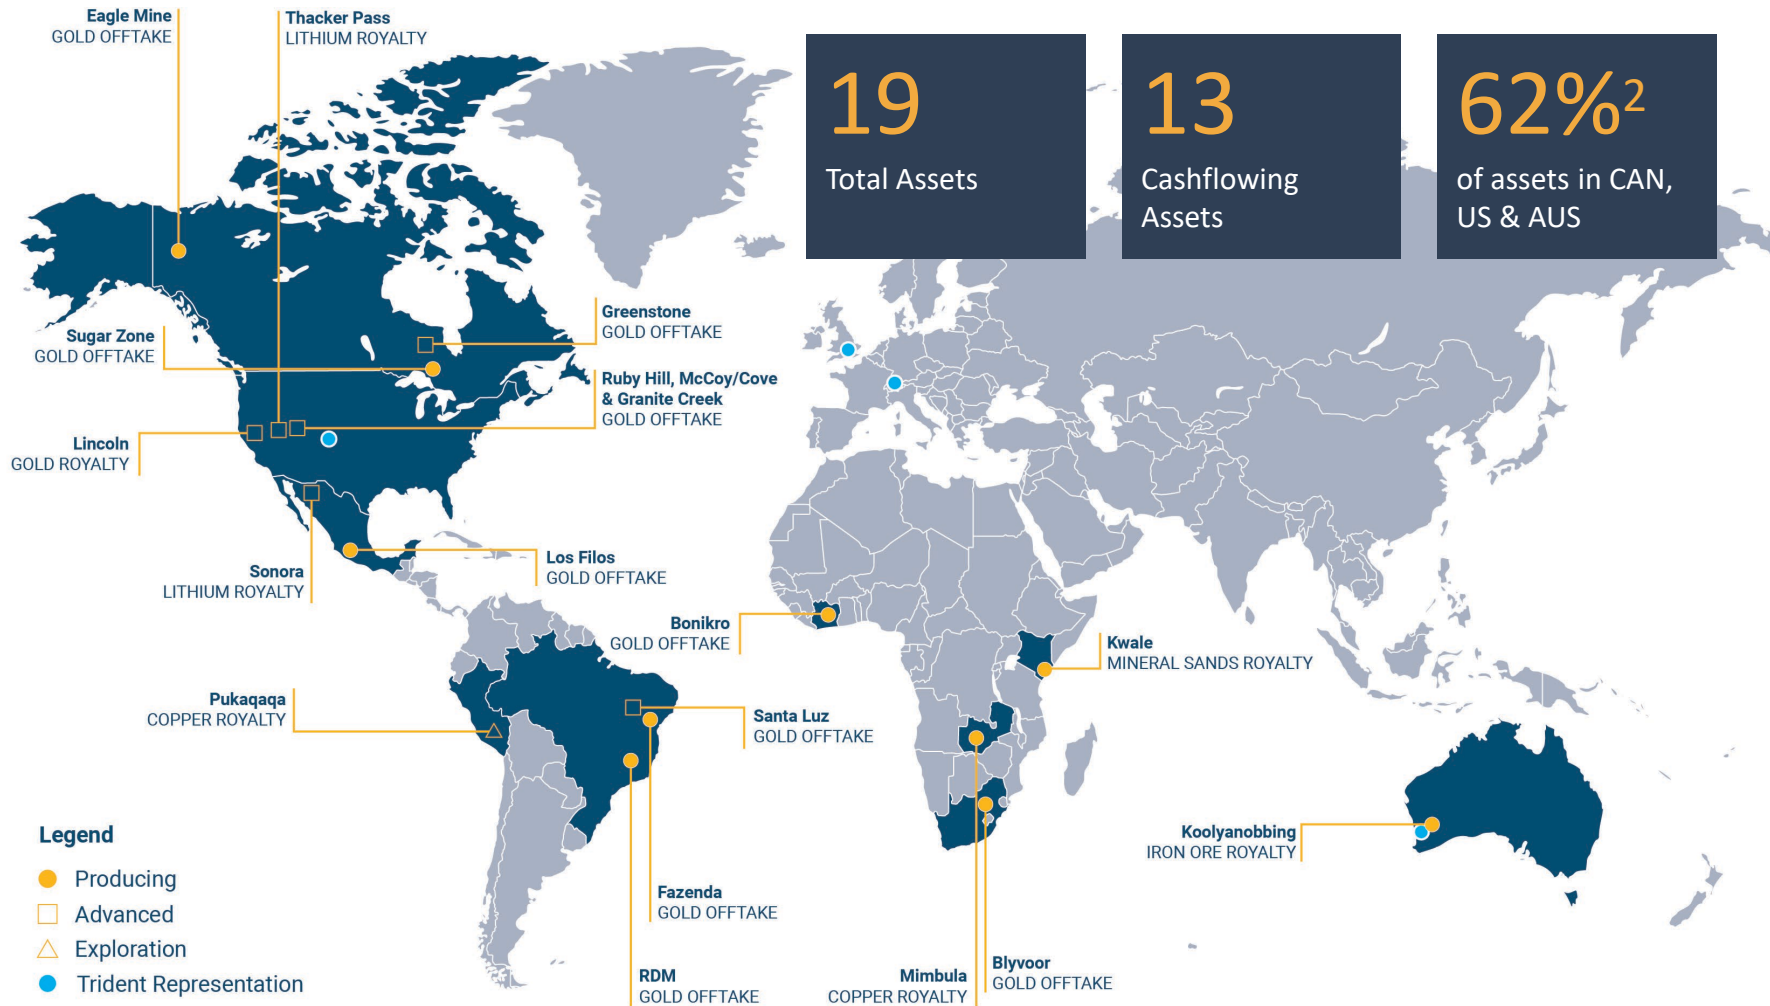 Eagle Mine
GOLD OFFTAKE
Thacker Pass
LITHIUM ROYALTY
19
Total Assets
13
Cashflowing
Assets
62%²
of assets in CAN,
US & AUS
Greenstone
GOLD OFFTAKE
Sugar Zone
GOLD OFFTAKE
Ruby Hill, McCoy/Cove
& Granite Creek
GOLD OFFTAKE
Lincoln
GOLD ROYALTY
Los Filos
GOLD OFFTAKE
Sonora
LITHIUM ROYALTY
Bonikro
GOLD OFFTAKE
Kwale
MINERAL SANDS ROYALTY
Pukaqaqa
COPPER ROYALTY
Santa Luz
GOLD OFFTAKE
Koolyanobbing
IRON ORE ROYALTY
Legend
Producing
Advanced
Exploration
Trident Representation
Fazenda
GOLD OFFTAKE
RDM
GOLD OFFTAKE
Mimbula
COPPER ROYALTY
Blyvoor
GOLD OFFTAKE